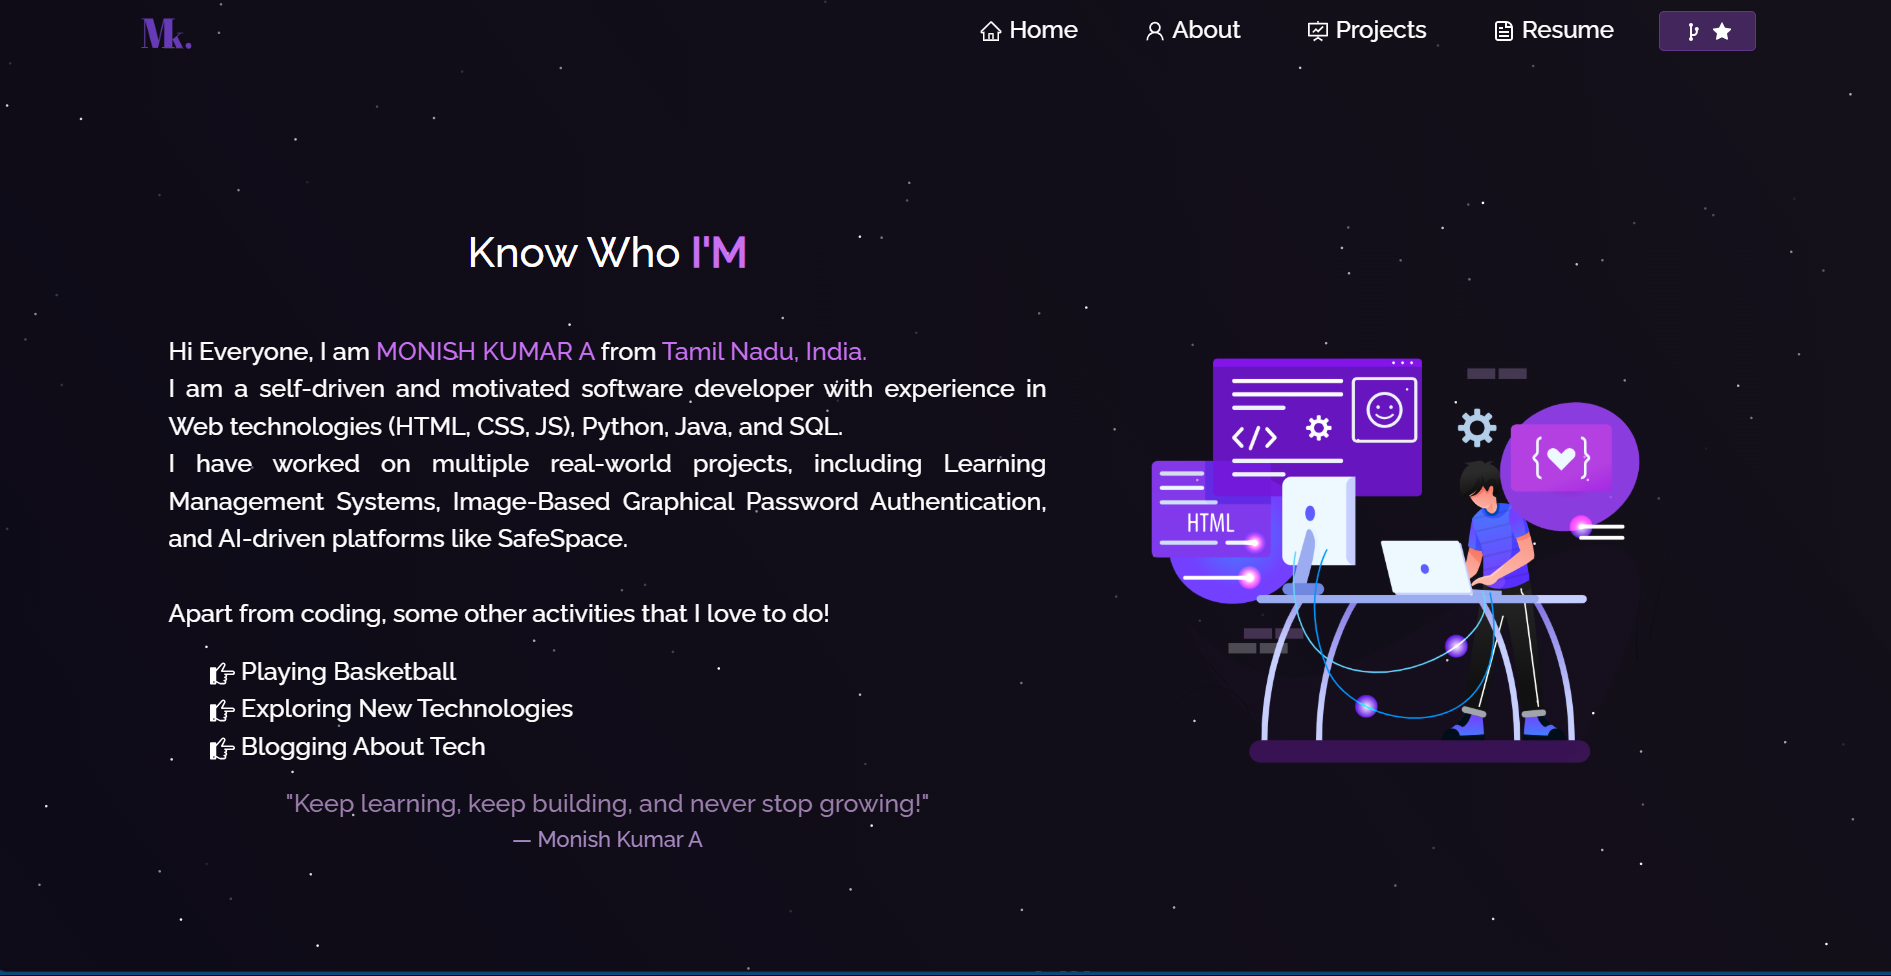 Mk.
Home
About
Projects
Resume
Know Who I'M
Hi Everyone, I am MONISH KUMAR A from Tamil Nadu, India.
I am a self-driven and motivated software developer with experience in
Web technologies (HTML, CSS, JS), Python, Java, and SQL.
I have worked on multiple real-world projects, including Learning
Management Systems, Image-Based Graphical Password Authentication,
and AI-driven platforms like SafeSpace.
Apart from coding, some other activities that I love to do!
Playing Basketball
Exploring New Technologies
Blogging About Tech
"Keep learning, keep building, and never stop growing!"
— Monish Kumar A
</>
HTML
{ }